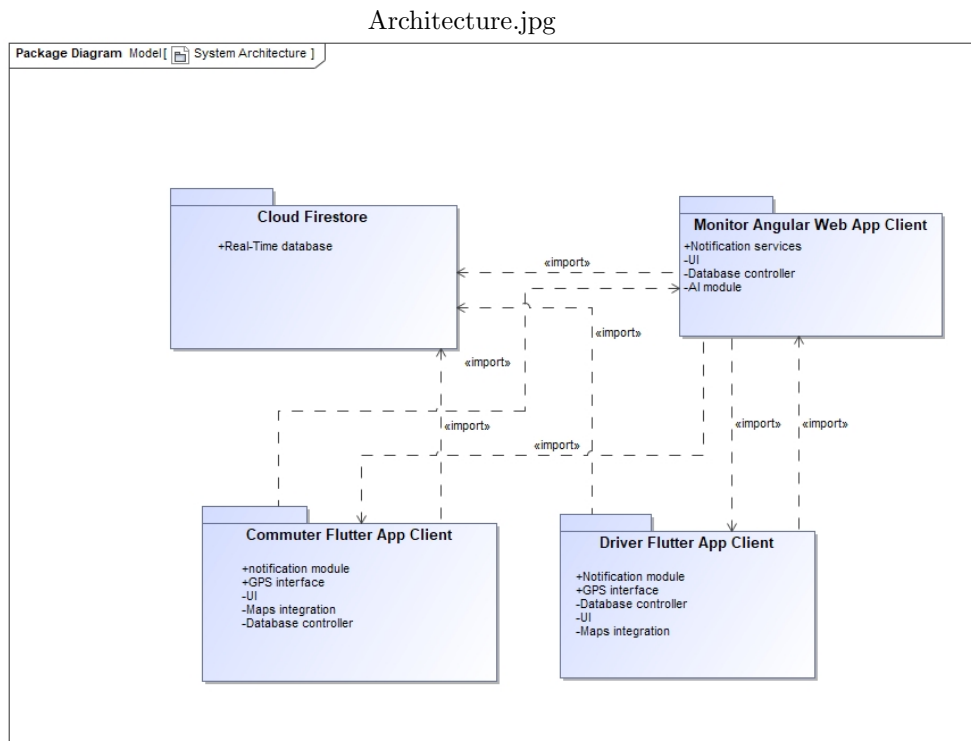 Architecture.jpg
Package Diagram Model[ System Architecture ]
Cloud Firestore
+Real-Time database
Monitor Angular Web App Client
+Notification services
-UI
-Database controller
-AI module
«import»
«import»
«import»
«import»
«import»
«import»
«import»
Commuter Flutter App Client
+notification module
+GPS interface
-UI
-Maps integration
-Database controller
Driver Flutter App Client
+Notification module
+GPS interface
-Database controller
-UI
-Maps integration